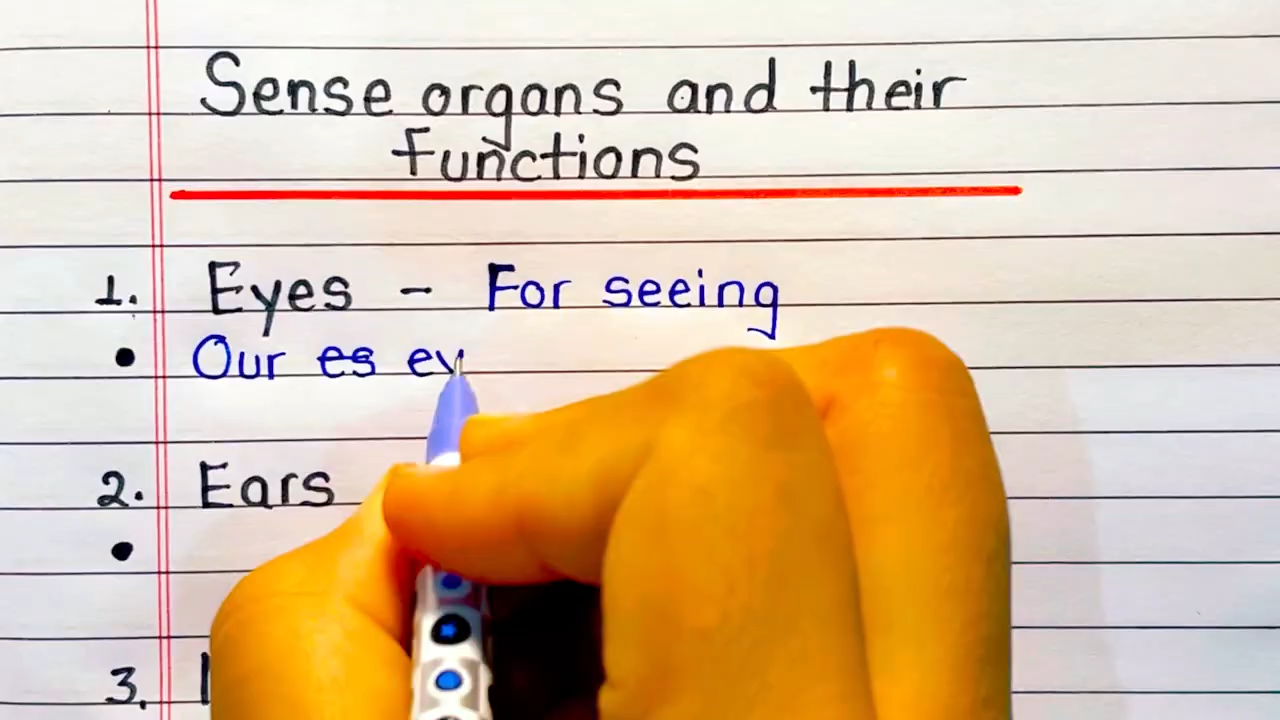 Sense organs and their
Functions
1. Eyes - For seeing
• Our es ey
2. Ears
•
3.